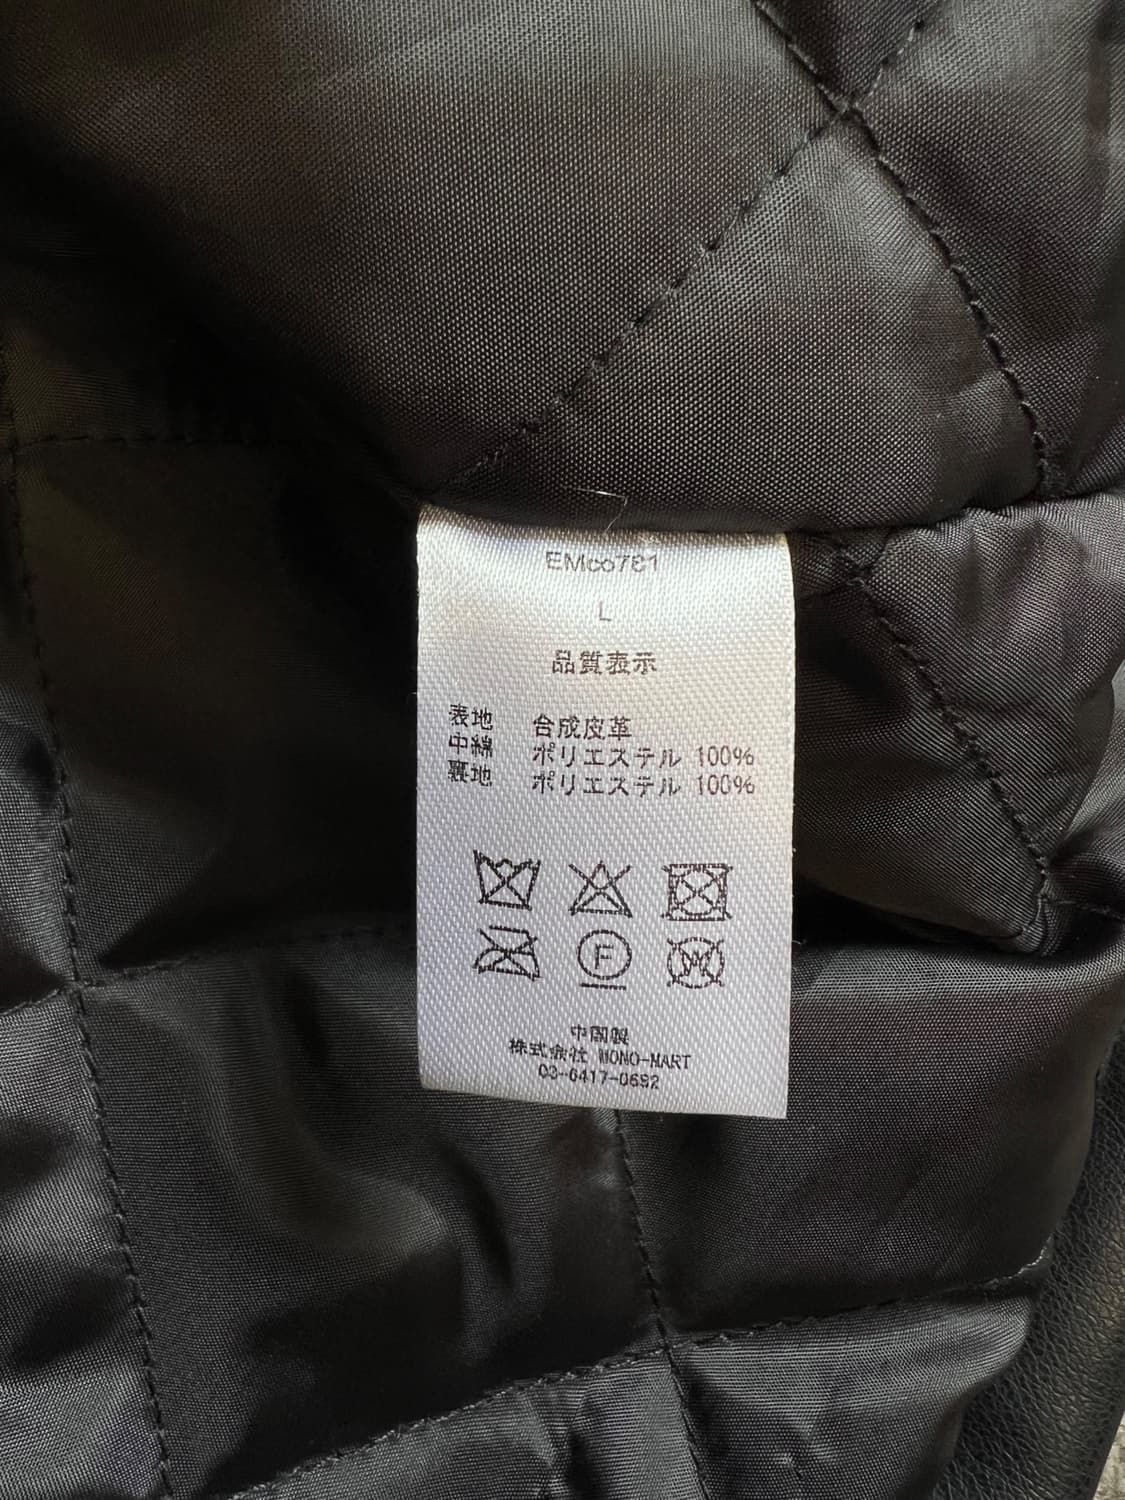 EMco781
L
品質表示
表地 合成皮革
中綿 ポリエステル 100%
裏地 ポリエステル 100%
F
W
中国製
株式会社 MONO-MART
03-6417-0692